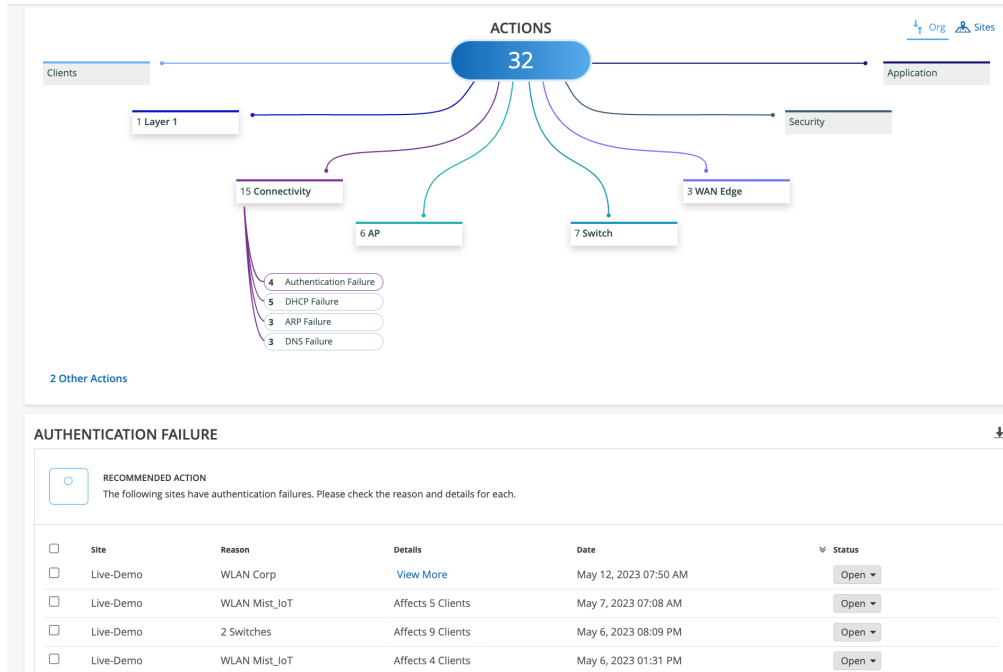 ACTIONS
Org Sites
32
Clients
Application
1 Layer 1
Security
15 Connectivity
3 WAN Edge
6 AP
7 Switch
4 Authentication Failure
5 DHCP Failure
3 ARP Failure
3 DNS Failure
2 Other Actions
AUTHENTICATION FAILURE
RECOMMENDED ACTION
The following sites have authentication failures. Please check the reason and details for each.
Site Reason Details Date Status
Live-Demo WLAN Corp View More May 12, 2023 07:50 AM Open
Live-Demo WLAN Mist_IoT Affects 5 Clients May 7, 2023 07:08 AM Open
Live-Demo 2 Switches Affects 9 Clients May 6, 2023 08:09 PM Open
Live-Demo WLAN Mist_IoT Affects 4 Clients May 6, 2023 01:31 PM Open